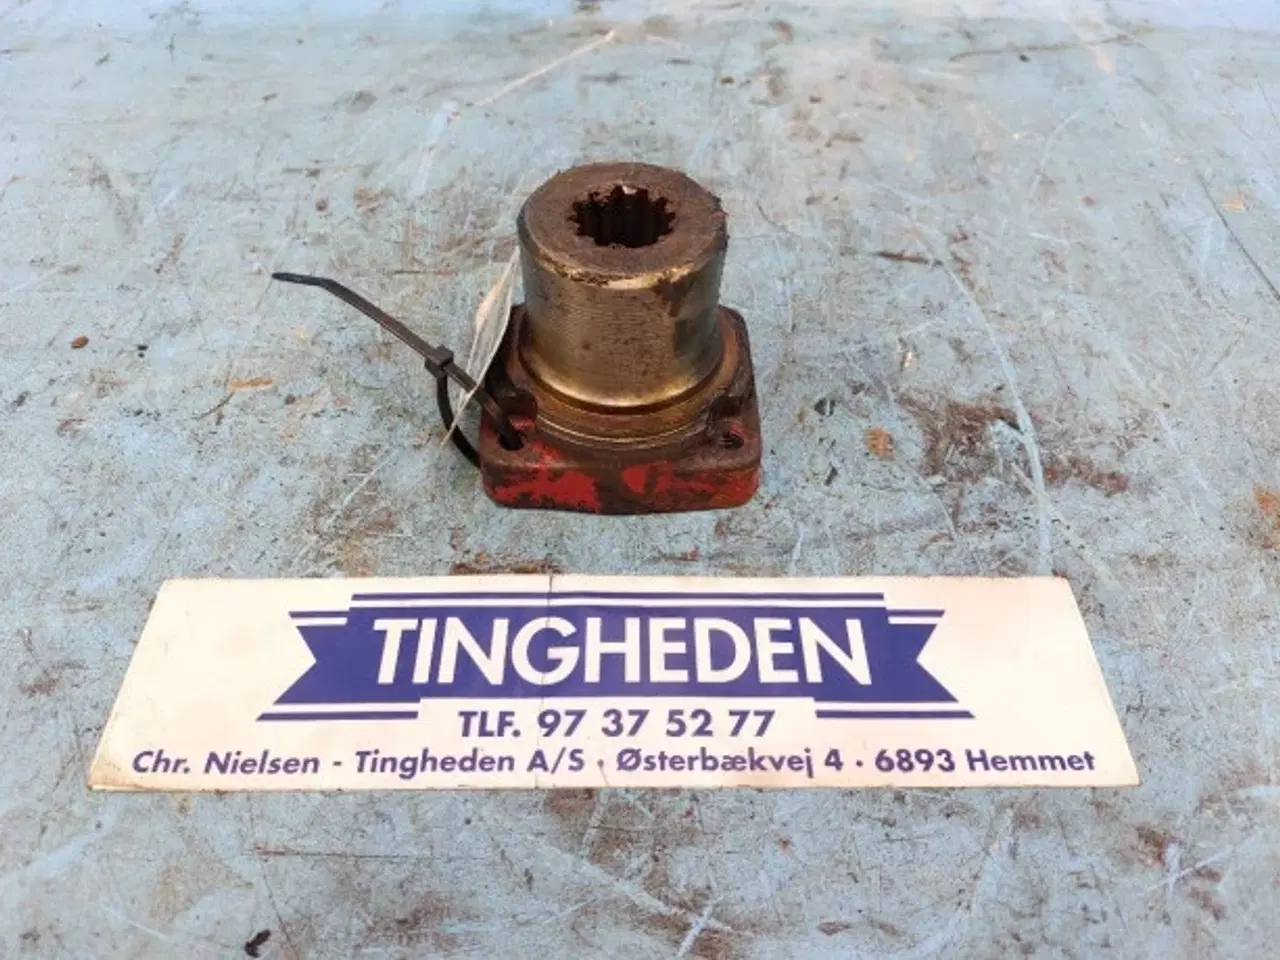 TINGHEDEN
TLF. 97 37 52 77
Chr. Nielsen - Tingheden A/S · Østerbækvej 4 · 6893 Hemmet